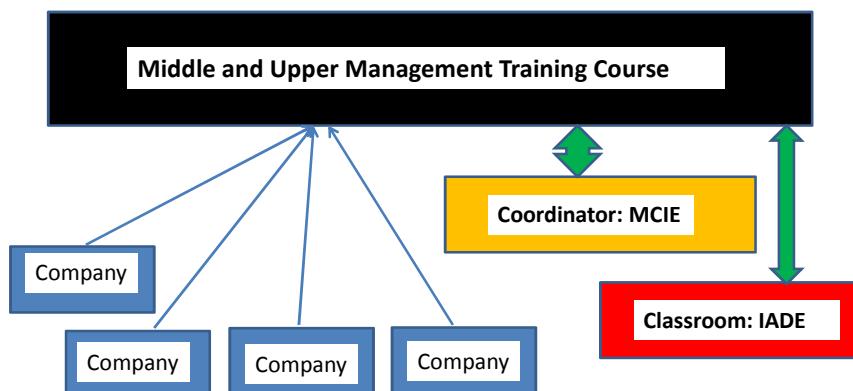 Middle and Upper Management Training Course
Coordinator: MCIE
Company
Classroom: IADE
Company
Company
Company